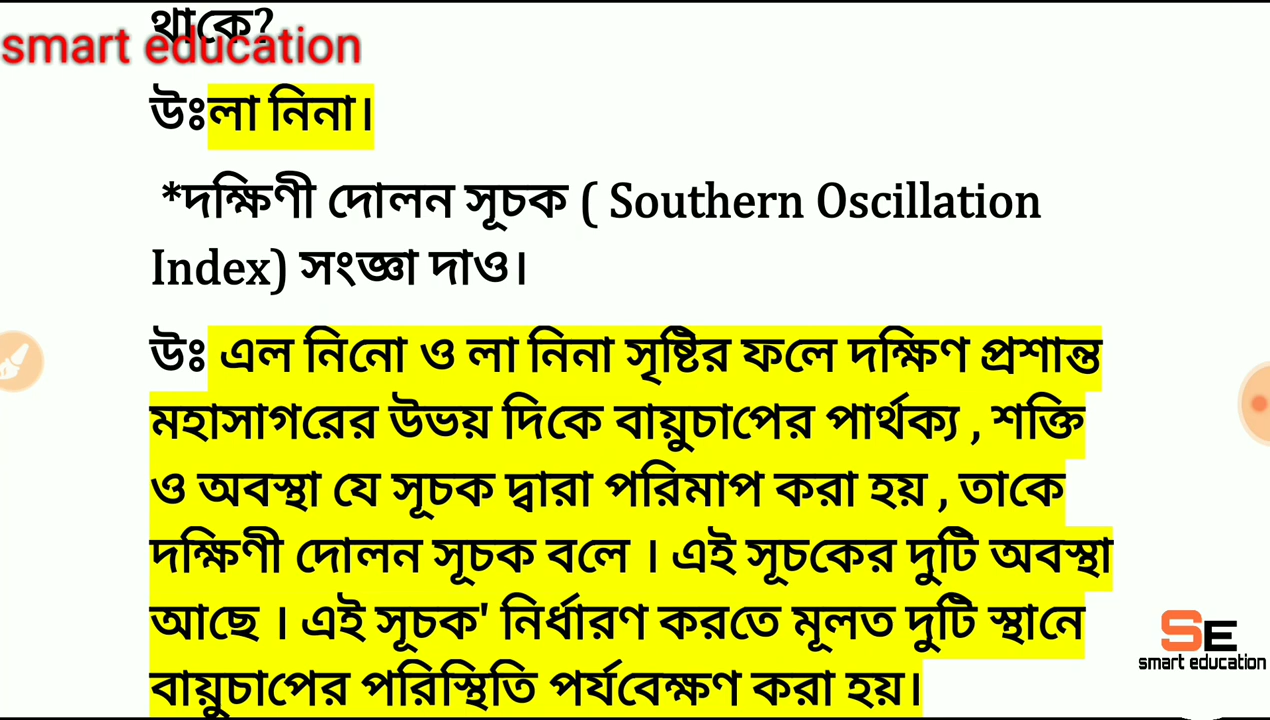 থাকে?
smart education
উঃলা নিনা।
*দক্ষিণী দোলন সূচক ( Southern Oscillation
Index) সংজ্ঞা দাও।
উঃ এল নিনো ও লা নিনা সৃষ্টির ফলে দক্ষিণ প্রশান্ত
মহাসাগরের উভয় দিকে বায়ুচাপের পার্থক্য , শক্তি
ও অবস্থা যে সূচক দ্বারা পরিমাপ করা হয় , তাকে
দক্ষিণী দোলন সূচক বলে । এই সূচকের দুটি অবস্থা
আছে । এই সূচক' নির্ধারণ করতে মূলত দুটি স্থানে
বায়ুচাপের পরিস্থিতি পর্যবেক্ষণ করা হয়।
SE
smart education